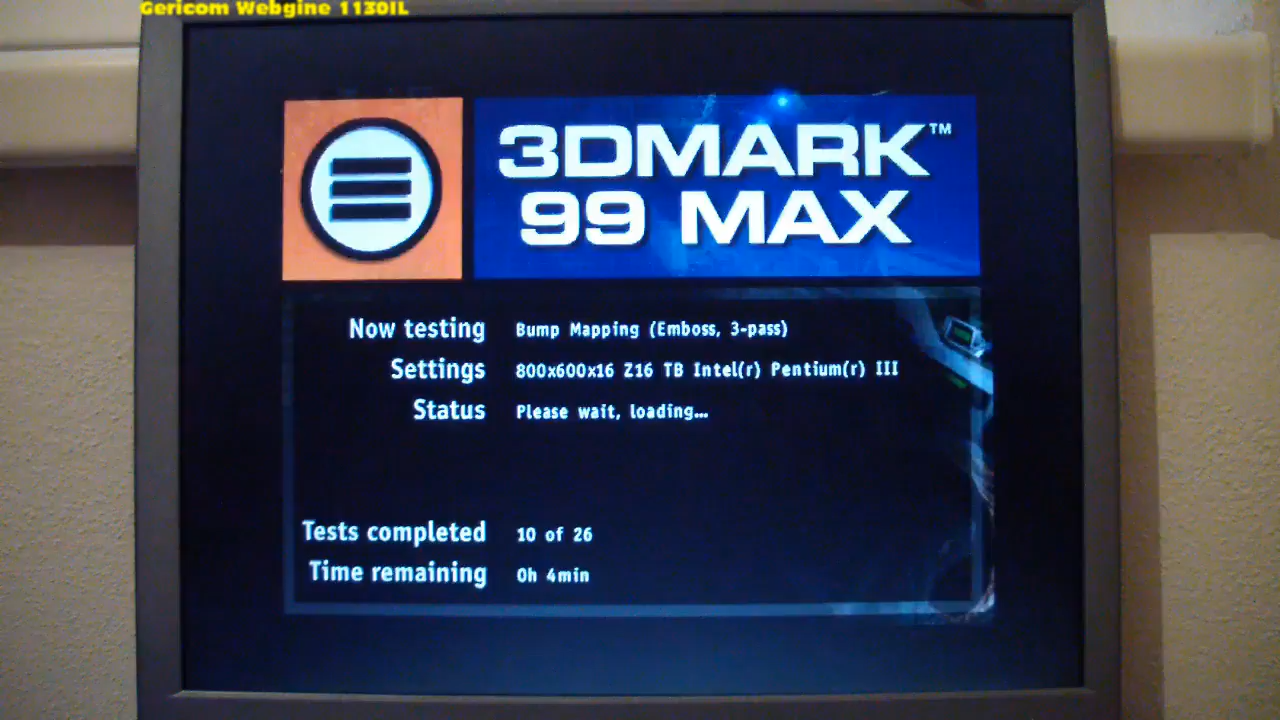 Gericom Webgine 1130IL
3DMARK™
99 MAX
Now testing Bump Mapping (Emboss, 3-pass)
Settings 800x600x16 Z16 TB Intel(r) Pentium(r) III
Status Please wait, loading...
Tests completed 10 of 26
Time remaining 0h 4min